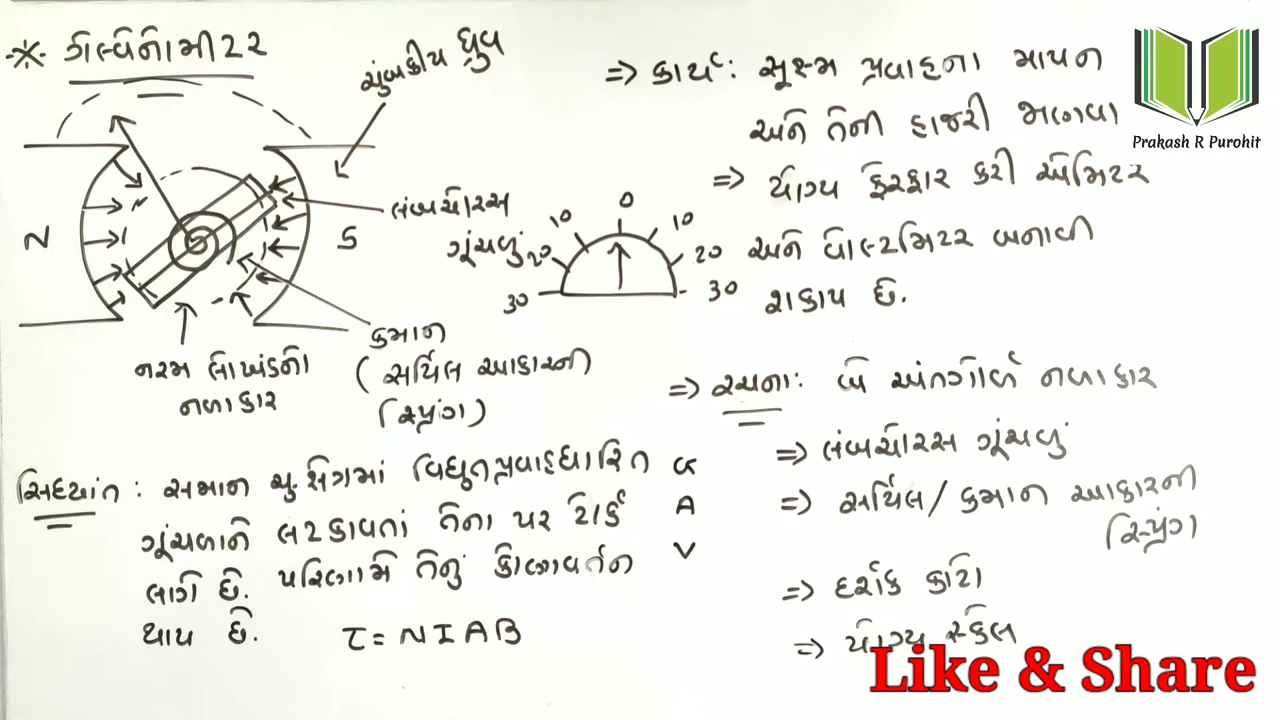 * ગેલ્વેનોમીટર
ચુંબકીય ધ્રુવ
N
S
લંબચોરસ
ગૂંચળું
કમાન
(સર્પિલ આકારની
સ્પ્રિંગ)
નરમ લોખંડનો
નળાકાર
30 20 10 0 10 20 30
⇒ કાર્ય: સૂક્ષ્મ પ્રવાહના માપન
અને તેની હાજરી જાણવા
⇒ યોગ્ય ફેરફાર કરી એમિટર
અને વોલ્ટમિટર બનાવી
શકાય છે.
⇒ રચના: બે અંતર્ગોળ નળાકાર
⇒ લંબચોરસ ગૂંચળું
⇒ સર્પિલ/કમાન આકારની
સ્પ્રિંગ
⇒ દર્શક કાંટો
⇒ યોગ્ય સ્કેલ
સિદ્ધાંત: સમાન ચુ.ક્ષેત્રમાં વિદ્યુતપ્રવાહધારિત
ગૂંચળાને લટકાવતાં તેના પર ટોર્ક
લાગે છે. પરિણામે તેનું કોણાવર્તન
થાય છે. τ = NIAB
A
V
Prakash R Purohit
Like & Share